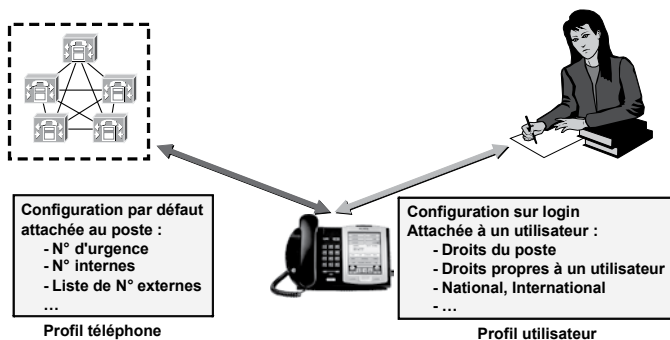 Configuration par défaut
attachée au poste :
- N° d'urgence
- N° internes
- Liste de N° externes
...
Profil téléphone
Configuration sur login
Attachée à un utilisateur :
- Droits du poste
- Droits propres à un utilisateur
- National, International
- ...
Profil utilisateur